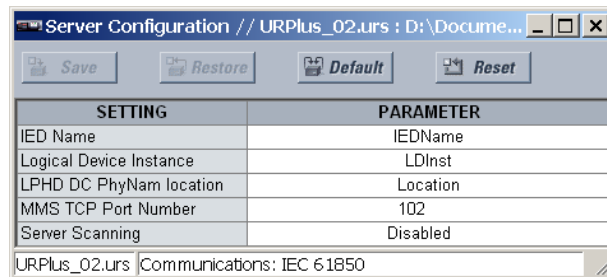 Server Configuration // URPlus_02.urs : D:\Docume...
Save Restore Default Reset
SETTING PARAMETER
IED Name IEDName
Logical Device Instance LDInst
LPHD DC PhyNam location Location
MMS TCP Port Number 102
Server Scanning Disabled
URPlus_02.urs Communications: IEC 61850